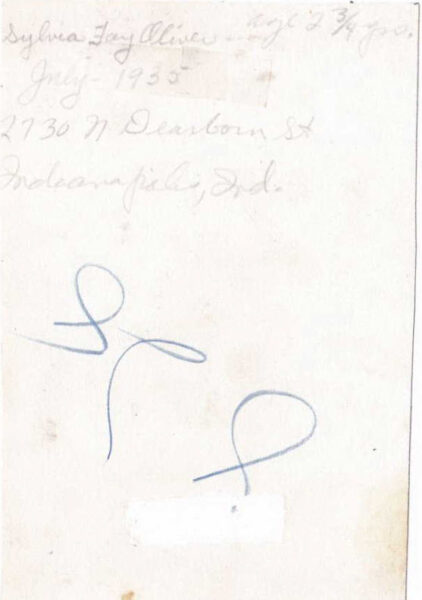 Sylvia Fay Oliver - age 2 3/4 yrs.
July - 1935
2730 N Dearborn St
Indianapolis, Ind.